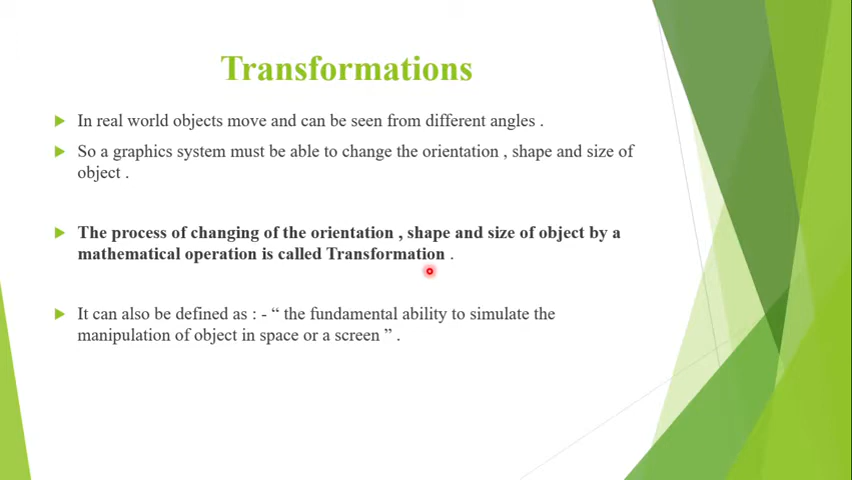 Transformations
In real world objects move and can be seen from different angles .
So a graphics system must be able to change the orientation , shape and size of
object .
The process of changing of the orientation , shape and size of object by a
mathematical operation is called Transformation .
It can also be defined as : - “ the fundamental ability to simulate the
manipulation of object in space or a screen ” .